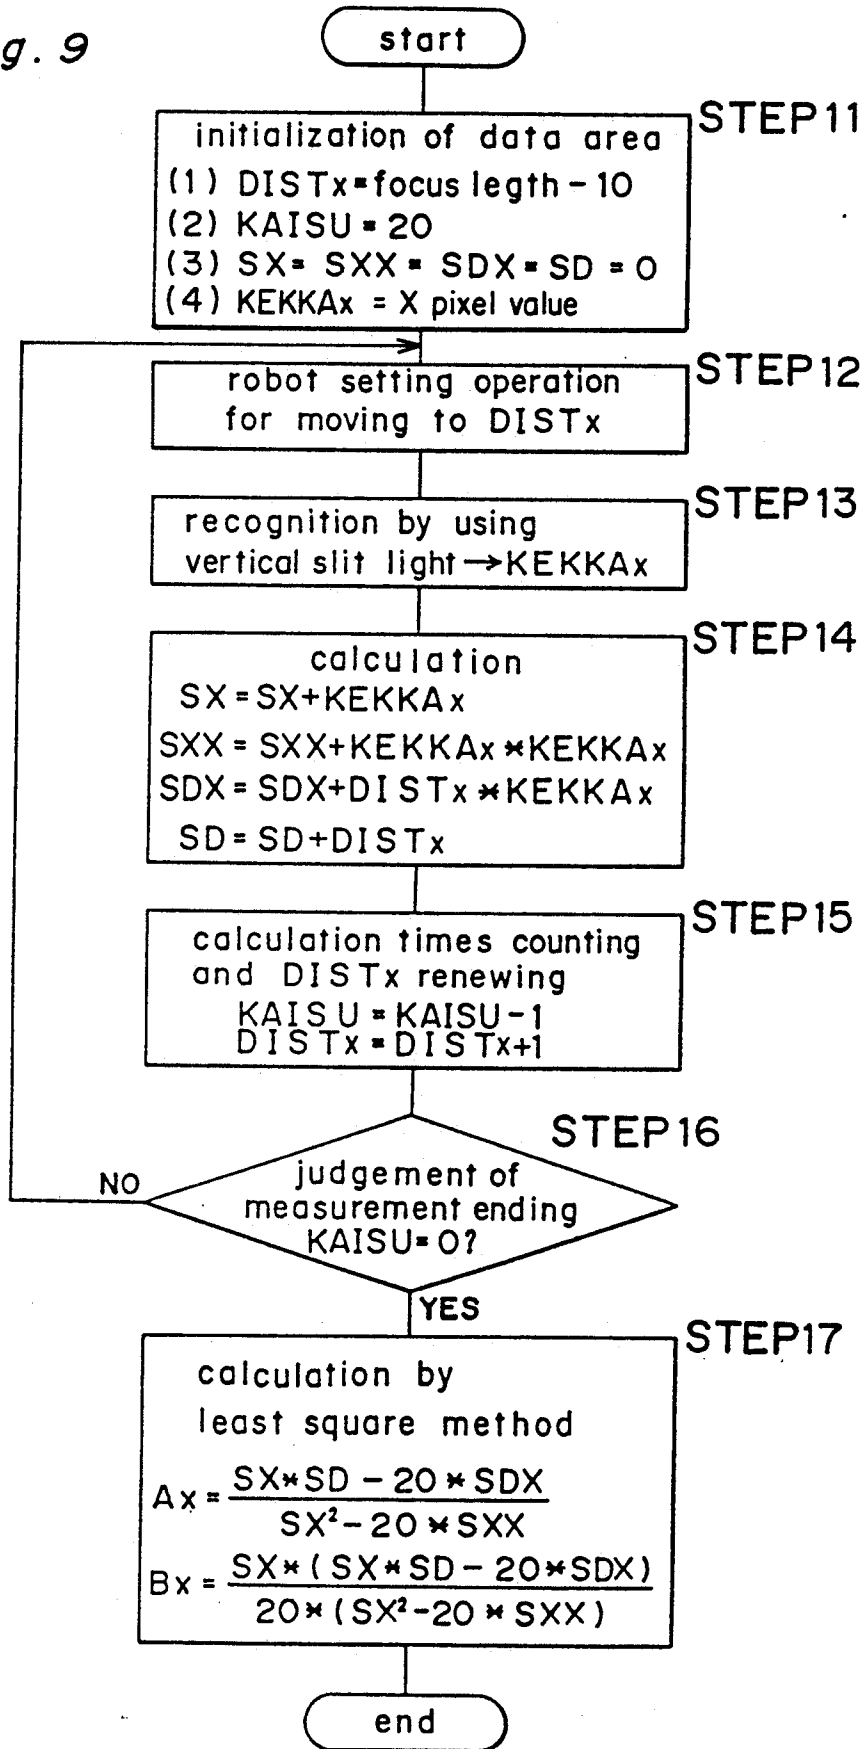 g. 9
start
STEP11
initialization of data area
(1) DISTx=focus legth-10
(2) KAISU=20
(3) SX= SXX= SDX=SD =0
(4) KEKKAx = X pixel value
STEP12
robot setting operation
for moving to DISTx
STEP13
recognition by using
vertical slit light→KEKKAx
STEP14
calculation
SX=SX+KEKKAx
SXX=SXX+KEKKAx*KEKKAx
SDX=SDX+DISTx*KEKKAx
SD=SD+DISTx
STEP15
calculation times counting
and DISTx renewing
KAISU=KAISU-1
DISTx=DISTx+1
STEP16
NO
judgement of
measurement ending
KAISU=0?
YES
STEP17
calculation by
least square method
Ax = SX*SD - 20*SDX / SX²-20*SXX
Bx = SX*(SX*SD-20*SDX) / 20*(SX²-20*SXX)
end